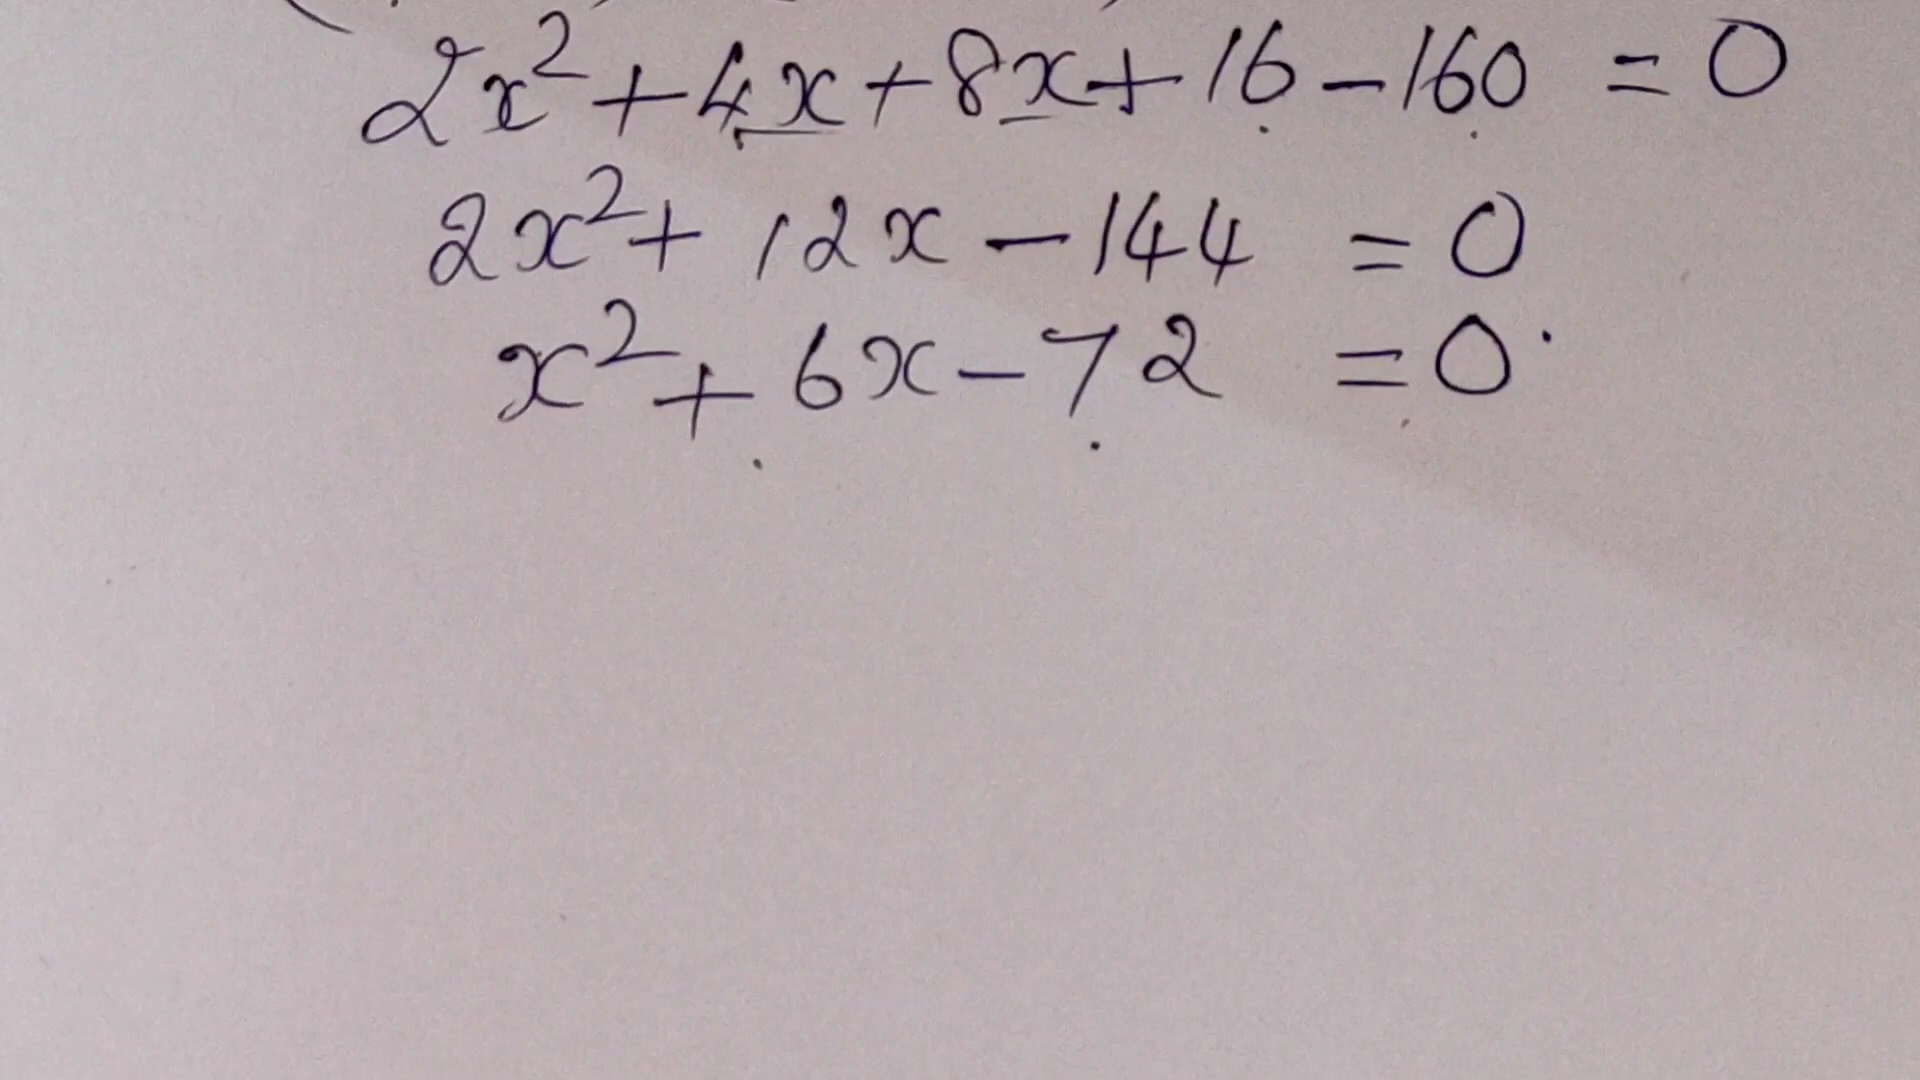 2x² + 4x + 8x + 16 - 160 = 0
2x² + 12x - 144 = 0
x² + 6x - 72 = 0